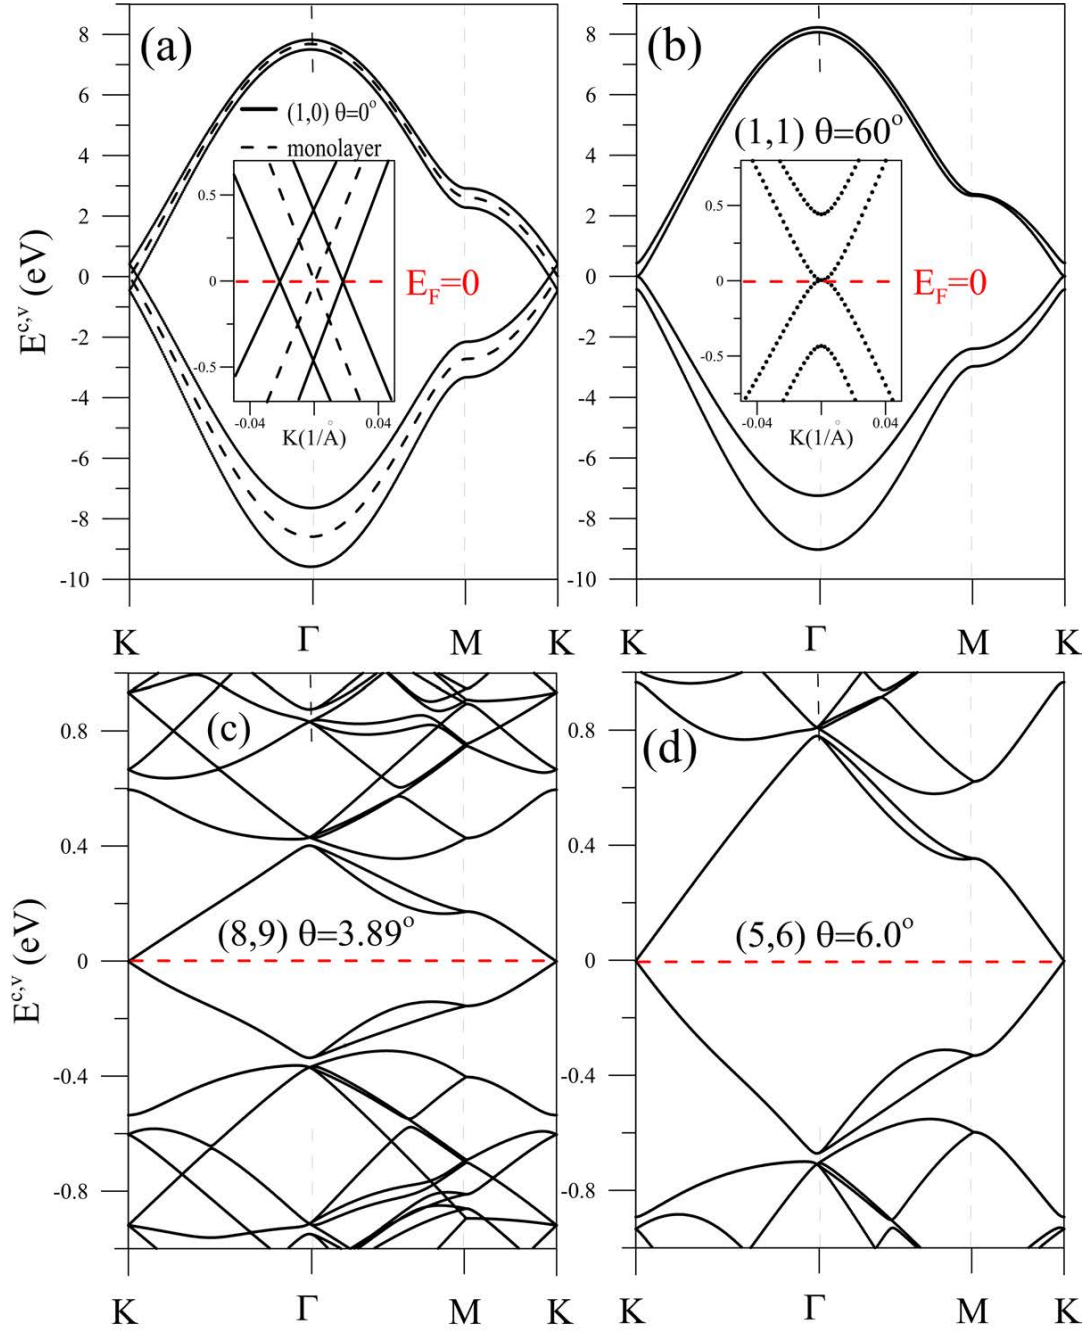 (a)
8
6
4
2
0
-2
-4
-6
-8
-10
E^{c,v} (eV)
(1,0) θ=0°
monolayer
0.5
0
-0.5
-0.04
0.04
K(1/Å)
E_F=0
K
Γ
M
K
(b)
8
6
4
2
0
-2
-4
-6
-8
-10
(1,1) θ=60°
0.5
0
-0.5
-0.04
0.04
K(1/Å)
E_F=0
K
Γ
M
K
(c)
0.8
0.4
0
-0.4
-0.8
E^{c,v} (eV)
(8,9) θ=3.89°
K
Γ
M
K
(d)
0.8
0.4
0
-0.4
-0.8
(5,6) θ=6.0°
K
Γ
M
K